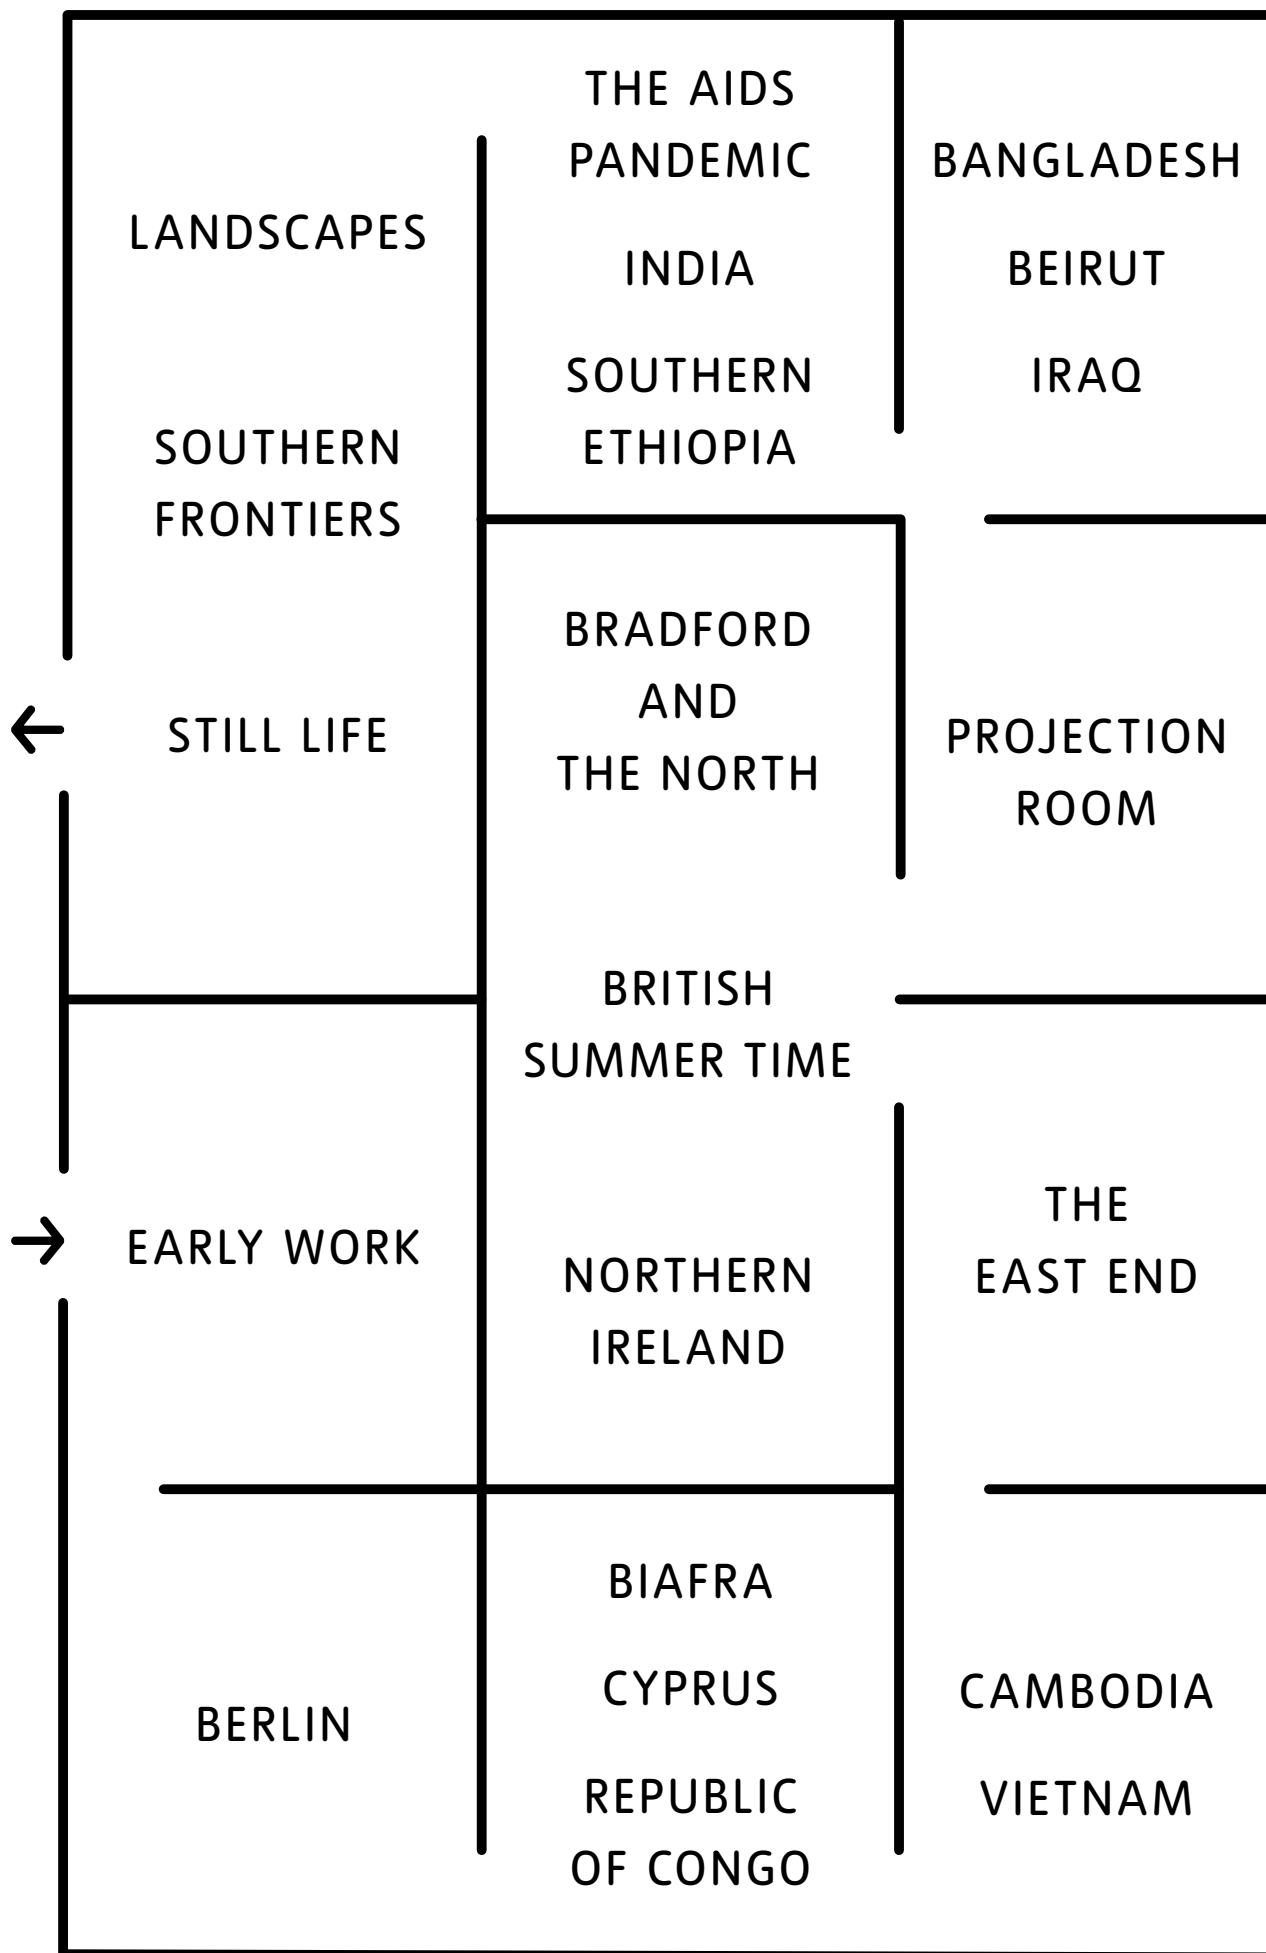 LANDSCAPES
SOUTHERN
FRONTIERS
STILL LIFE
THE AIDS
PANDEMIC
INDIA
SOUTHERN
ETHIOPIA
BANGLADESH
BEIRUT
IRAQ
BRADFORD
AND
THE NORTH
BRITISH
SUMMER TIME
NORTHERN
IRELAND
PROJECTION
ROOM
EARLY WORK
THE
EAST END
BERLIN
BIAFRA
CYPRUS
REPUBLIC
OF CONGO
CAMBODIA
VIETNAM